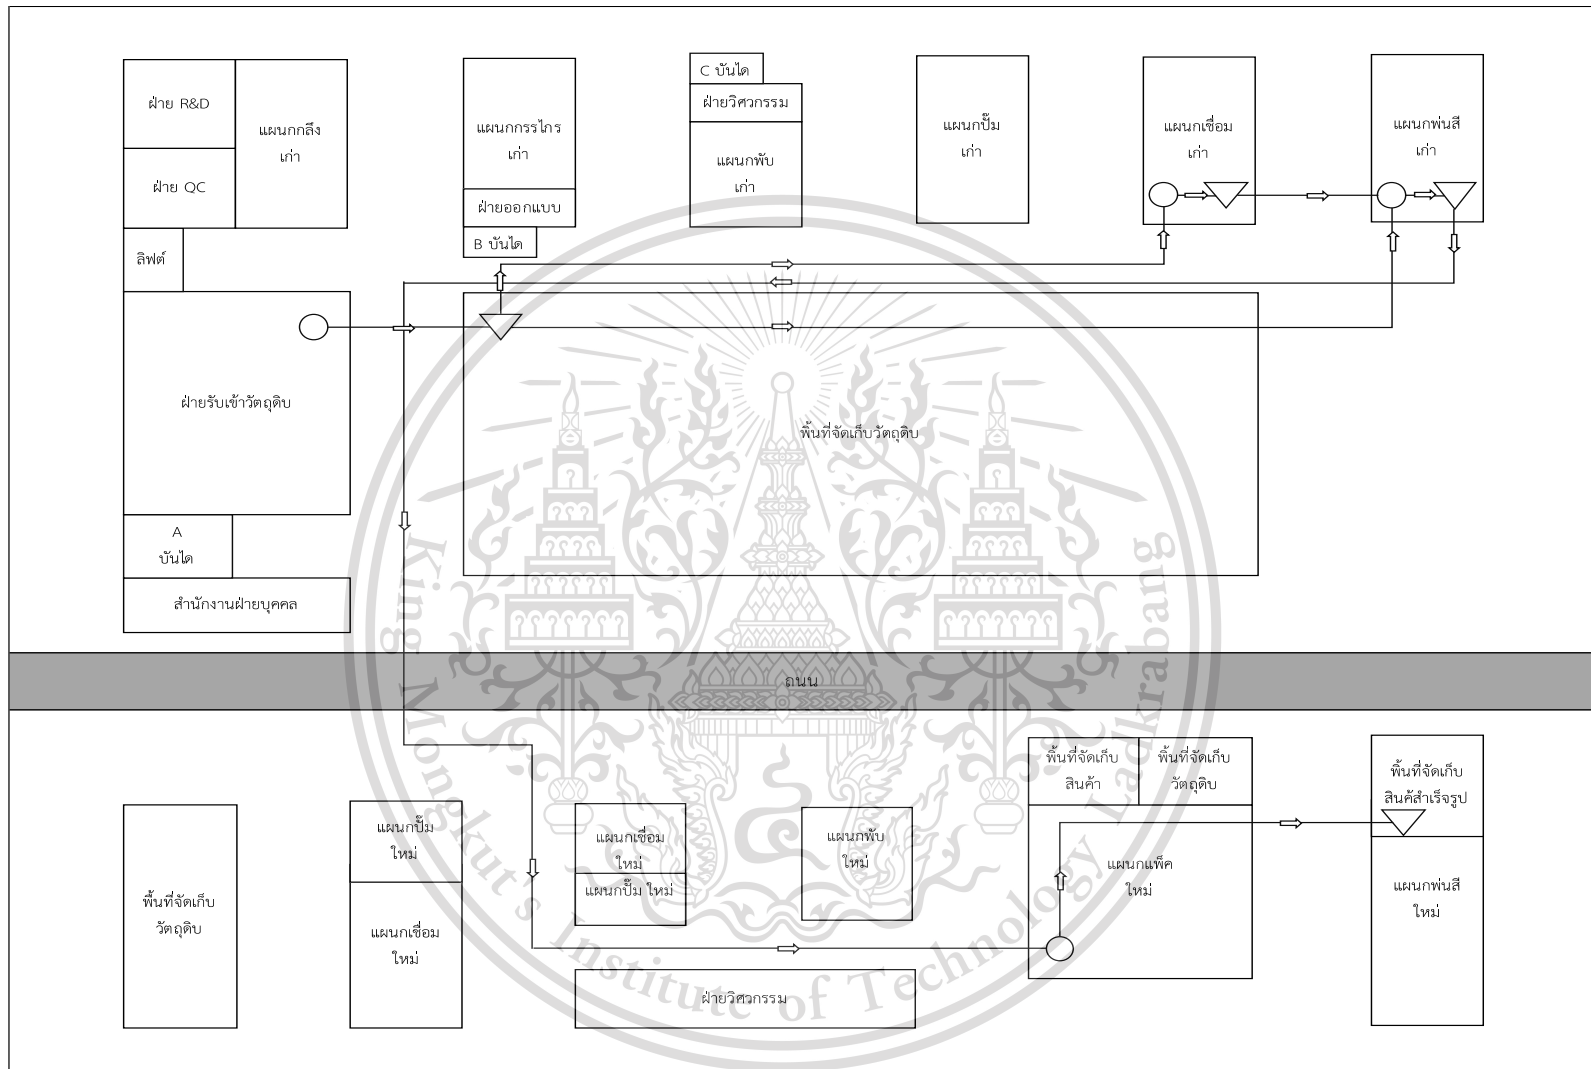 ฝ่าย R&D
แผนกกลึง
เก่า
ฝ่าย QC
ลิฟต์
แผนกกรรไกร
เก่า
ฝ่ายออกแบบ
B บันได
C บันได
ฝ่ายวิศวกรรม
แผนกพับ
เก่า
แผนกปั๊ม
เก่า
แผนกเชื่อม
เก่า
แผนกพ่นสี
เก่า
ฝ่ายรับเข้าวัตถุดิบ
พิ้นที่จัดเก็บวัตถุดิบ
A
บันได
สำนักงานฝ่ายบุคคล
ถนน
พื้นที่จัดเก็บ
วัตถุดิบ
แผนกปั๊ม
ใหม่
แผนกเชื่อม
ใหม่
แผนกเชื่อม
ใหม่
แผนกปั๊ม ใหม่
แผนกพับ
ใหม่
พิ้นที่จัดเก็บ
สินค้า
พิ้นที่จัดเก็บ
วัตถุดิบ
แผนกแพ็ค
ใหม่
พิ้นที่จัดเก็บ
สินค้สำเร็จรูป
แผนกพ่นสี
ใหม่
ฝ่ายวิศวกรรม
King Mongkut's Institute of Technology Ladkrabang